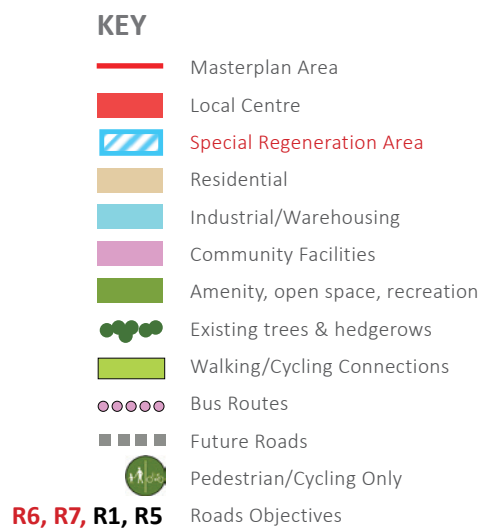 KEY
Masterplan Area
Local Centre
Special Regeneration Area
Residential
Industrial/Warehousing
Community Facilities
Amenity, open space, recreation
Existing trees & hedgerows
Walking/Cycling Connections
Bus Routes
Future Roads
Pedestrian/Cycling Only
R6, R7, R1, R5 Roads Objectives